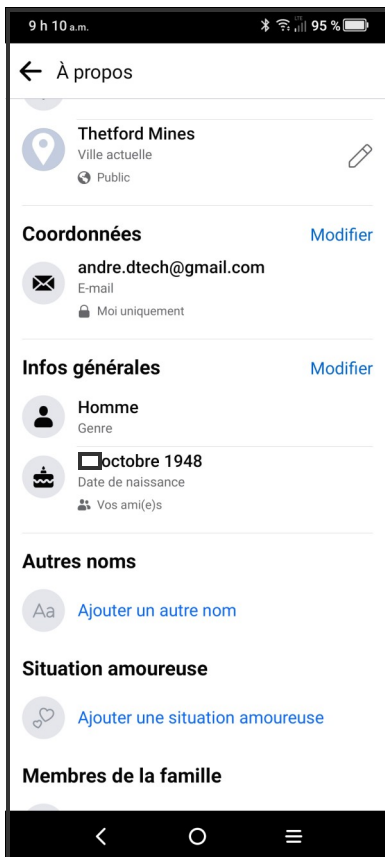 9 h 10 a.m.
95 %
À propos
Thetford Mines
Ville actuelle
Public
Coordonnées
Modifier
andre.dtech@gmail.com
E-mail
Moi uniquement
Infos générales
Modifier
Homme
Genre
octobre 1948
Date de naissance
Vos ami(e)s
Autres noms
Aa
Ajouter un autre nom
Situation amoureuse
Ajouter une situation amoureuse
Membres de la famille